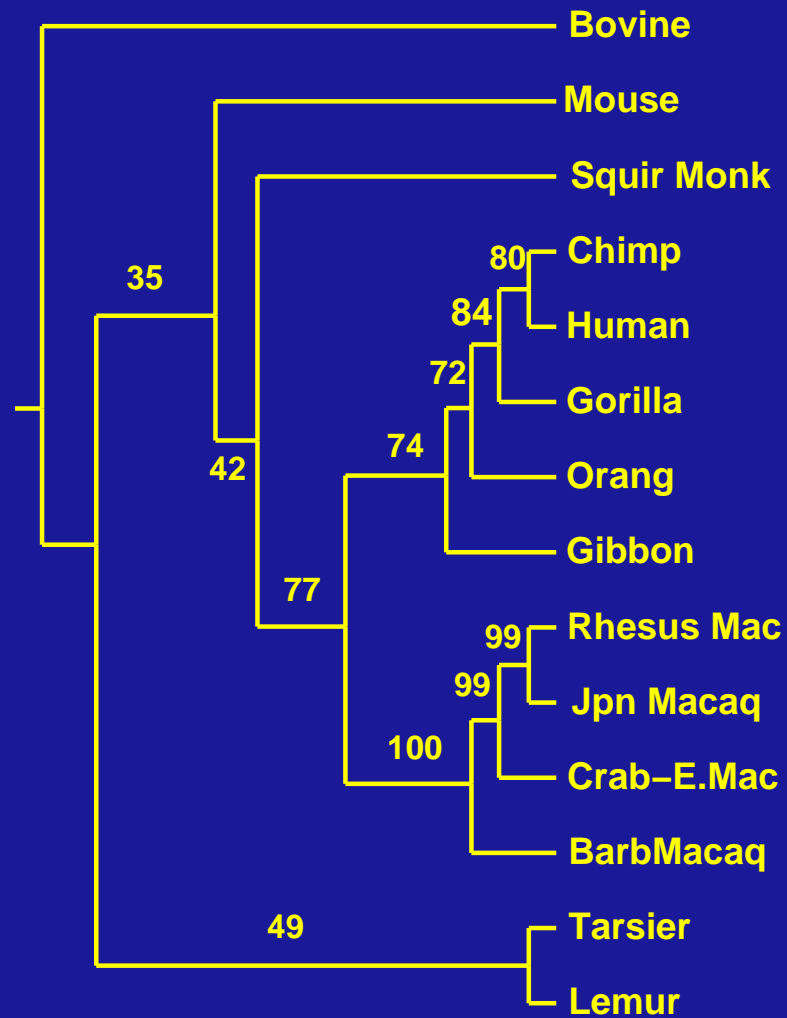 Bovine
Mouse
Squir Monk
80 Chimp
35
84 Human
72 Gorilla
74
42 Orang
Gibbon
77
99 Rhesus Mac
99 Jpn Macaq
100
Crab–E.Mac
BarbMacaq
49 Tarsier
Lemur